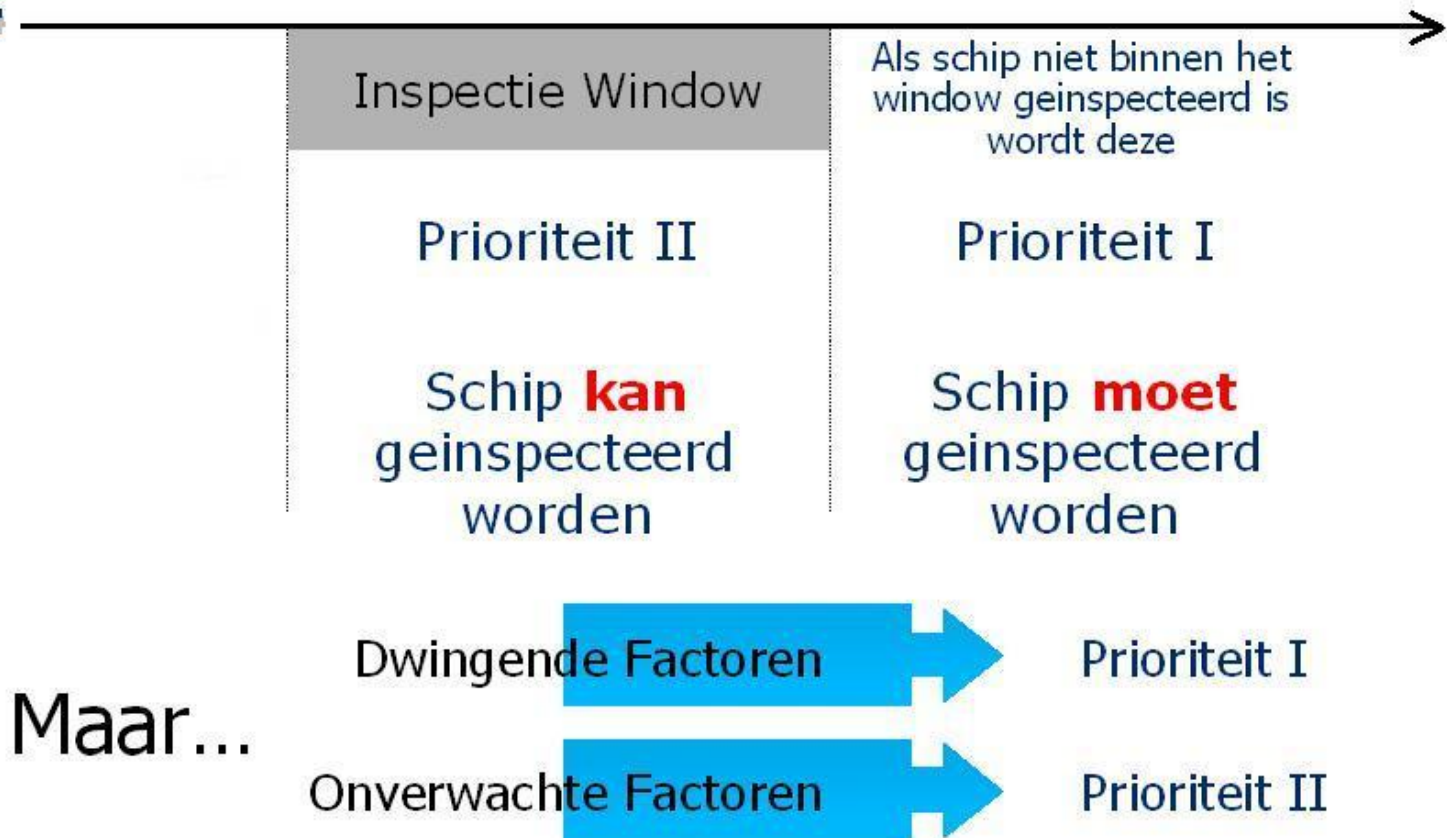 Inspectie Window
Als schip niet binnen het
window geinspecteerd is
wordt deze
Prioriteit II
Prioriteit I
Schip kan
geinspecteerd
worden
Schip moet
geinspecteerd
worden
Maar...
Dwingende Factoren
Prioriteit I
Onverwachte Factoren
Prioriteit II